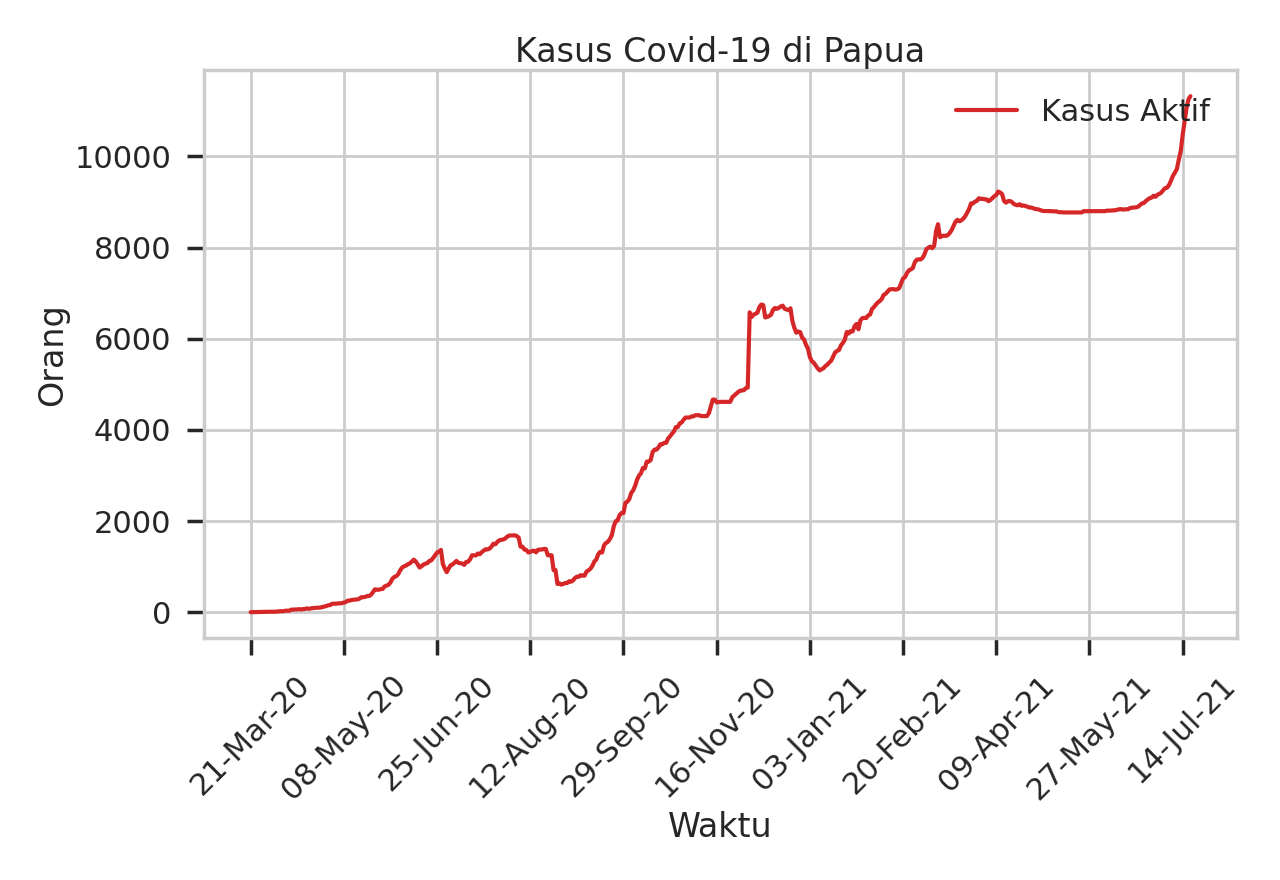 Kasus Covid-19 di Papua
Kasus Aktif
10000
8000
6000
4000
2000
0
Orang
21-Mar-20
08-May-20
25-Jun-20
12-Aug-20
29-Sep-20
16-Nov-20
03-Jan-21
20-Feb-21
09-Apr-21
27-May-21
14-Jul-21
Waktu